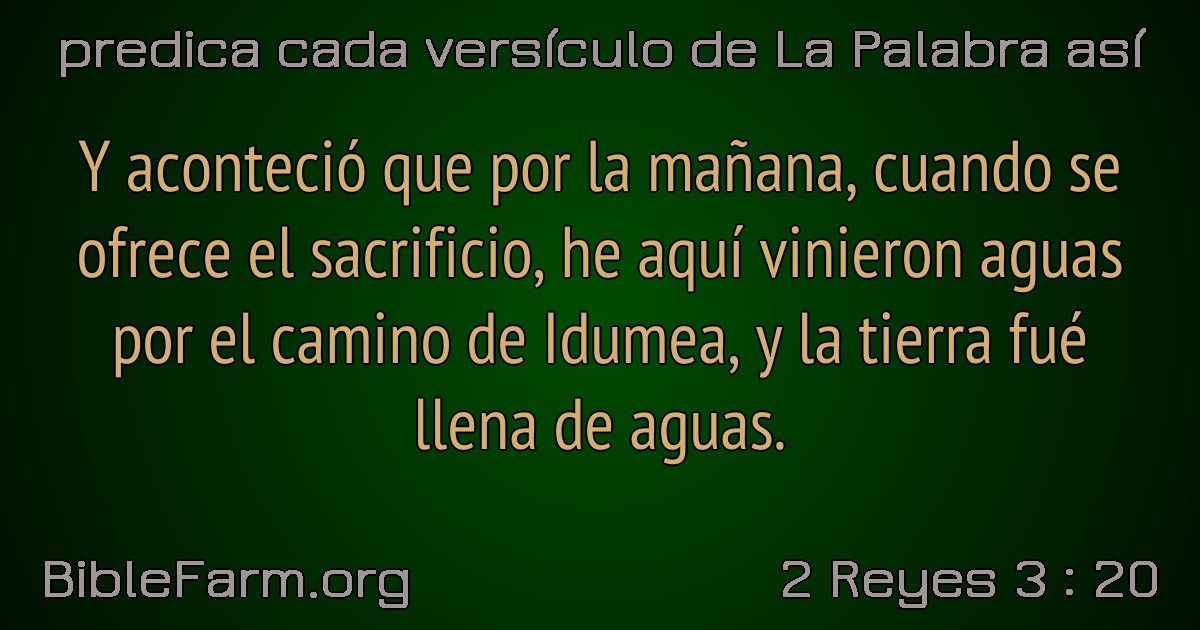 predica cada versículo de La Palabra así
Y aconteció que por la mañana, cuando se
ofrece el sacrificio, he aquí vinieron aguas
por el camino de Idumea, y la tierra fué
llena de aguas.
BibleFarm.org
2 Reyes 3 : 20